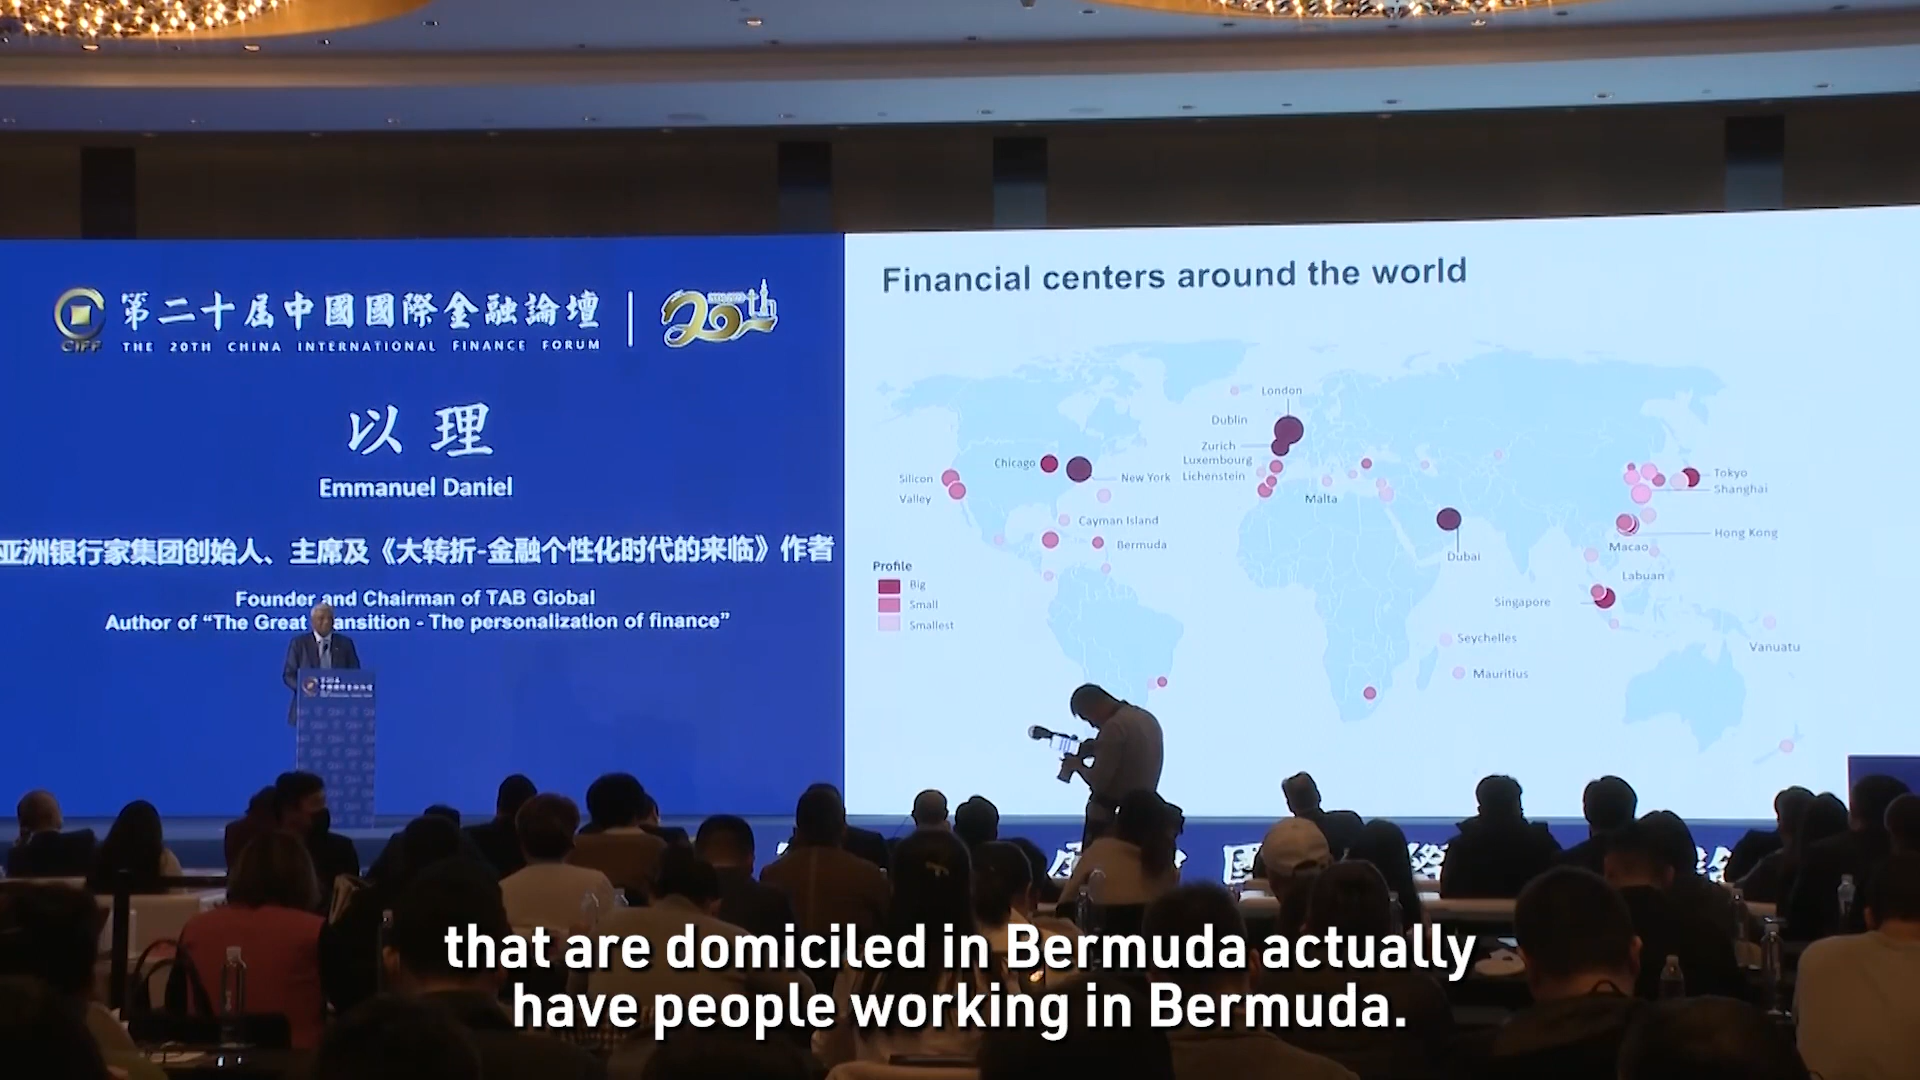 第二十届中國國際金融論壇
CIFF
THE 20TH CHINA INTERNATIONAL FINANCE FORUM
以理
Emmanuel Daniel
亚洲银行家集团创始人、主席及《大转折-金融个性化时代的来临》作者
Founder and Chairman of TAB Global
Author of “The Great ansition - The personalization of finance”
Financial centers around the world
London
Dublin
Zurich
Luxembourg
Lichenstein
Chicago
New York
Silicon
Valley
Malta
Cayman Island
Bermuda
Dubai
Tokyo
Shanghai
Hong Kong
Macao
Labuan
Singapore
Seychelles
Mauritius
Vanuatu
Profile
Big
Small
Smallest
that are domiciled in Bermuda actually
have people working in Bermuda.